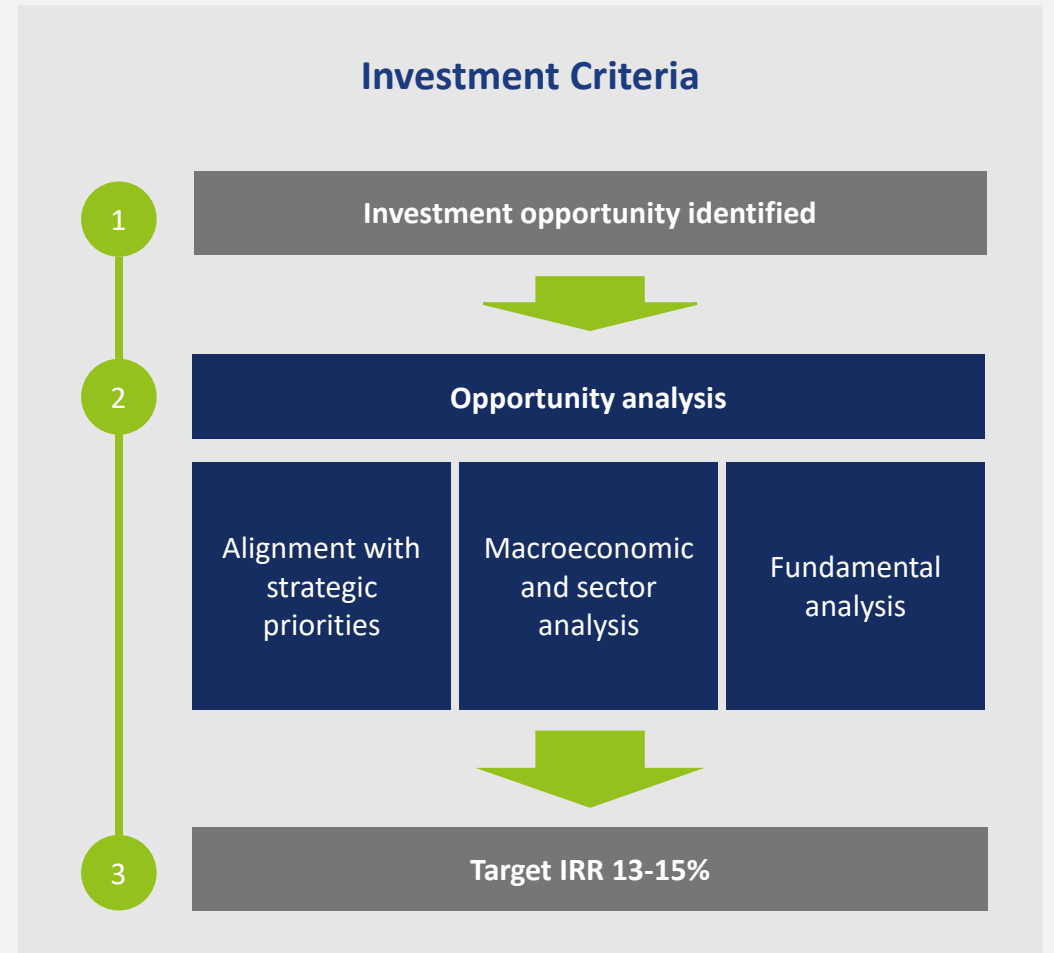 Investment Criteria
1
Investment opportunity identified
2
Opportunity analysis
Alignment with
strategic
priorities
Macroeconomic
and sector
analysis
Fundamental
analysis
3
Target IRR 13-15%